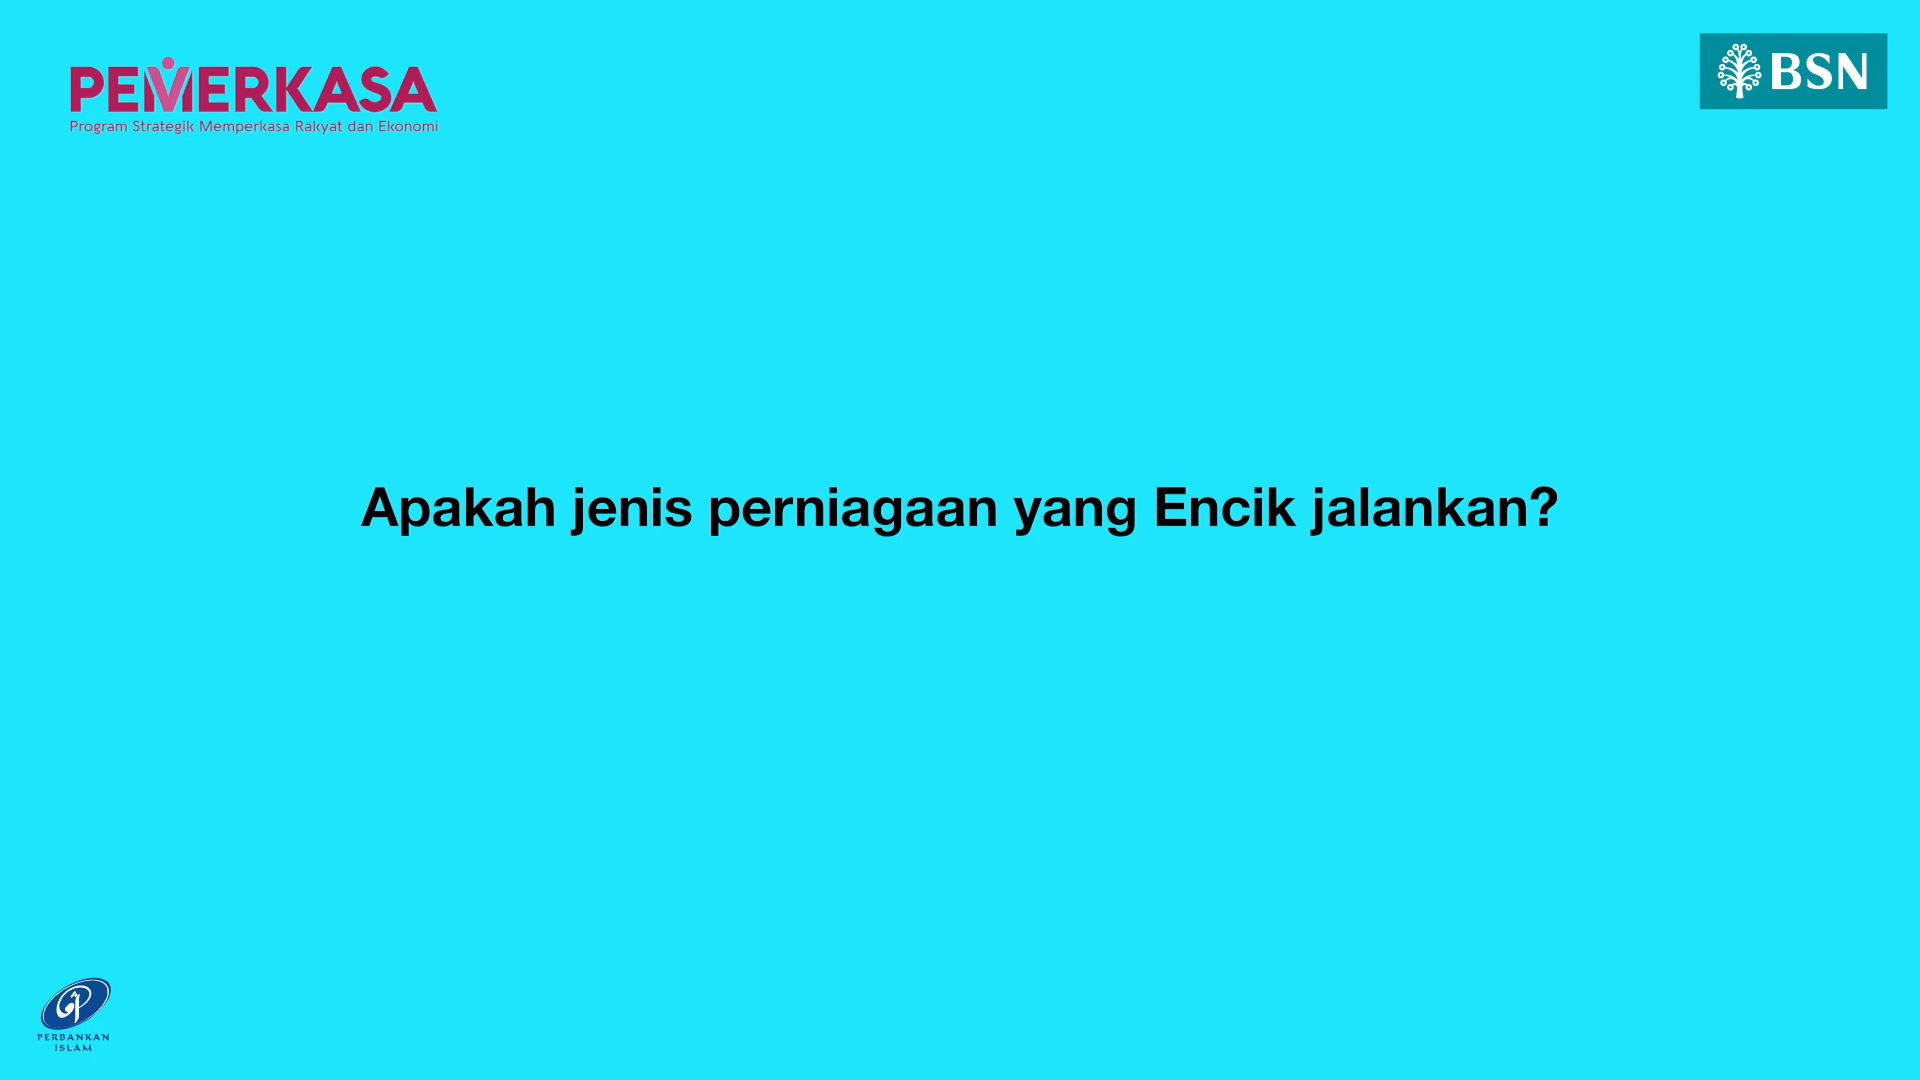 PEMERKASA
Program Strategik Memperkasa Rakyat dan Ekonomi
BSN
Apakah jenis perniagaan yang Encik jalankan?
PERBANKAN
ISLAM